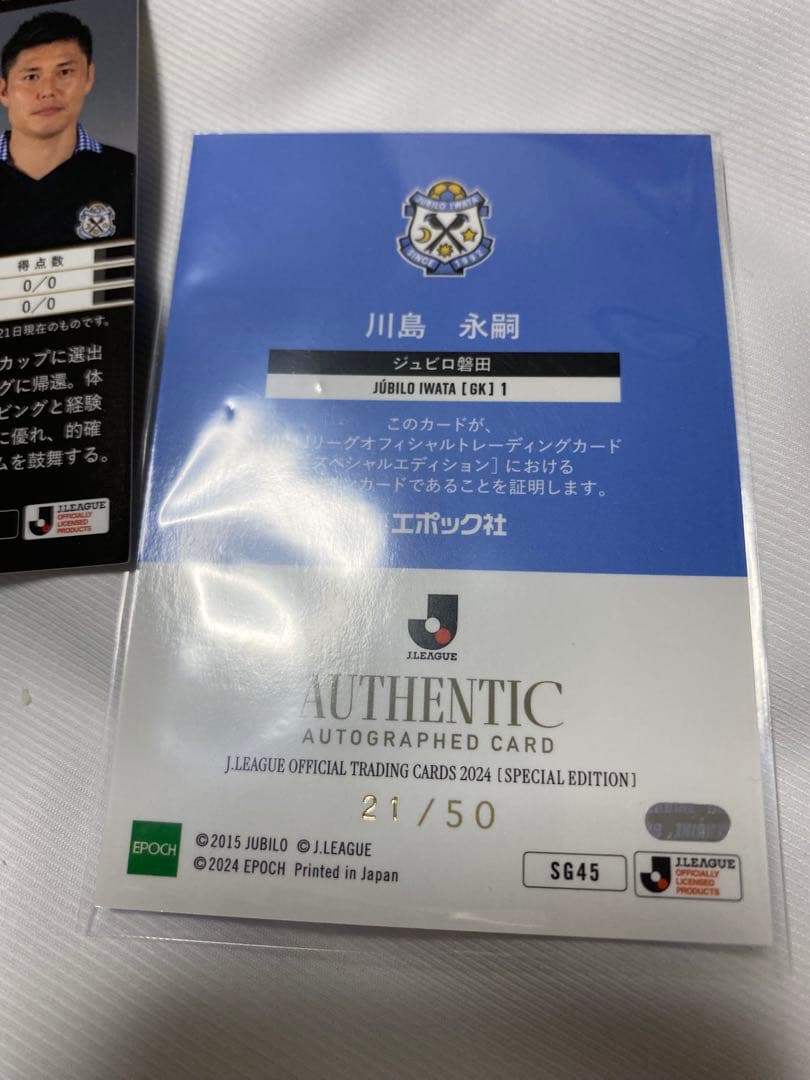 得点数
0/0
0/0
21日現在のものです。
カップに選出
グに帰還。体
ビングと経験
に優れ、的確
ムを鼓舞する。
J.LEAGUE
OFFICIALLY
LICENSED
PRODUCTS
JUBILO IWATA
SINCE 1992
川島 永嗣
ジュビロ磐田
JÚBILO IWATA [GK] 1
このカードが、
Jリーグオフィシャルトレーディングカード
スペシャルエディション]における
カードであることを証明します。
エポック社
J.LEAGUE
AUTHENTIC
AUTOGRAPHED CARD
J.LEAGUE OFFICIAL TRADING CARDS 2024 [SPECIAL EDITION]
21/50
EPOCH
©2015 JUBILO ©J.LEAGUE
©2024 EPOCH Printed in Japan
SG45
J.LEAGUE
OFFICIALLY
LICENSED
PRODUCTS